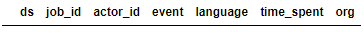 ds job_id actor_id event language time_spent org